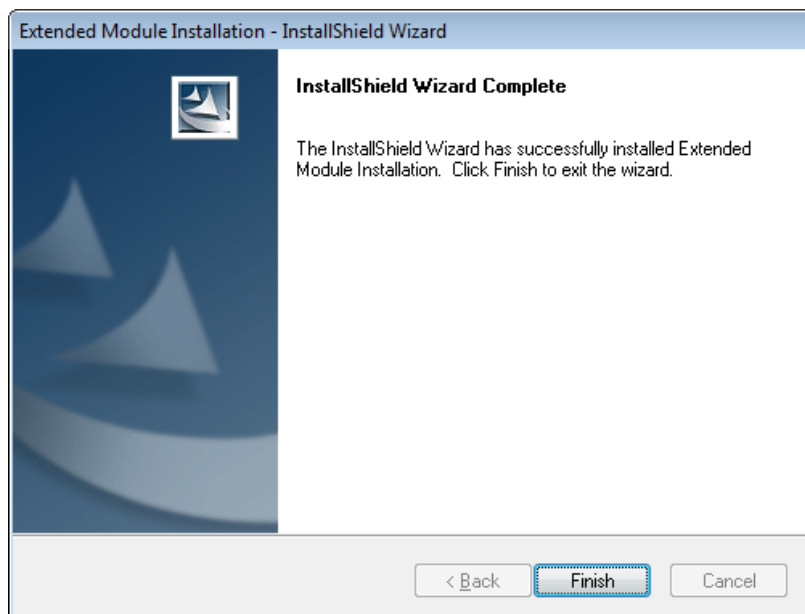 Extended Module Installation - InstallShield Wizard
InstallShield Wizard Complete
The InstallShield Wizard has successfully installed Extended
Module Installation.  Click Finish to exit the wizard.
< Back
Finish
Cancel